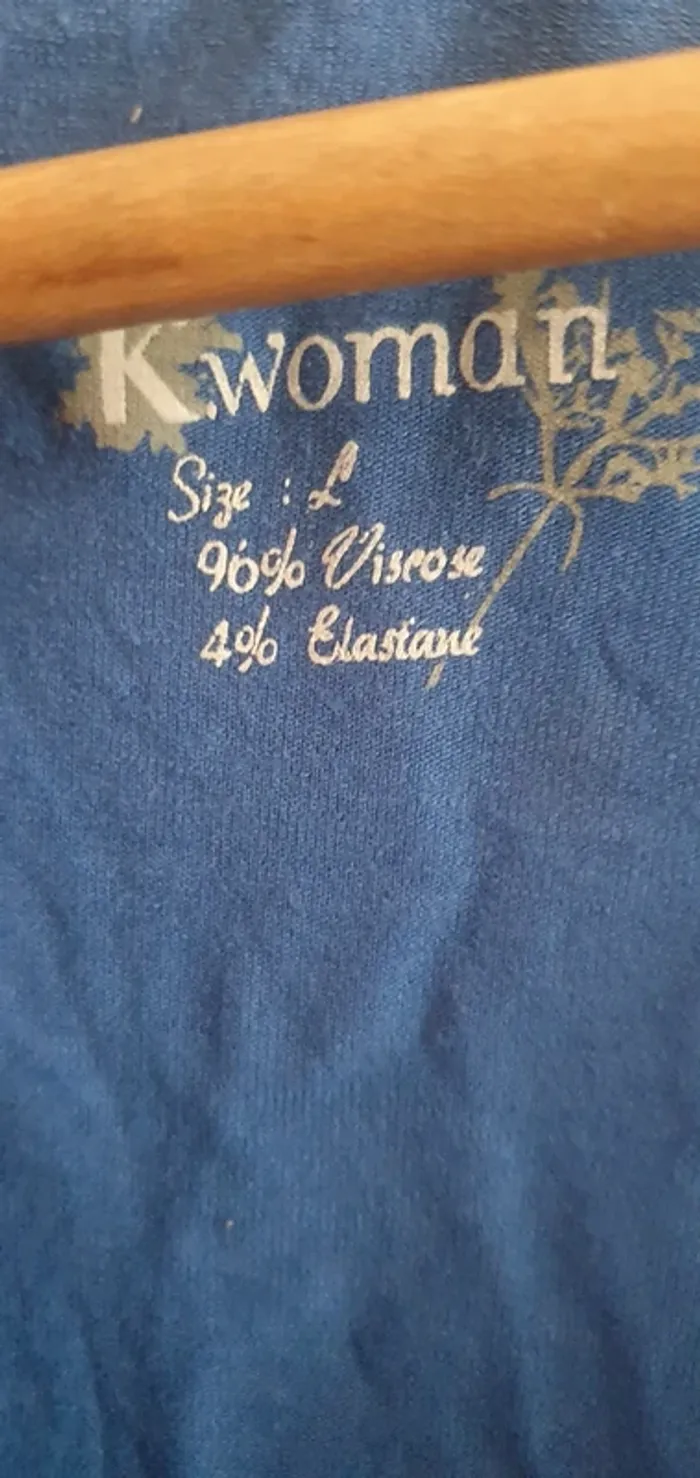 K.woman
Size : L
96% Viscose
4% Elastane